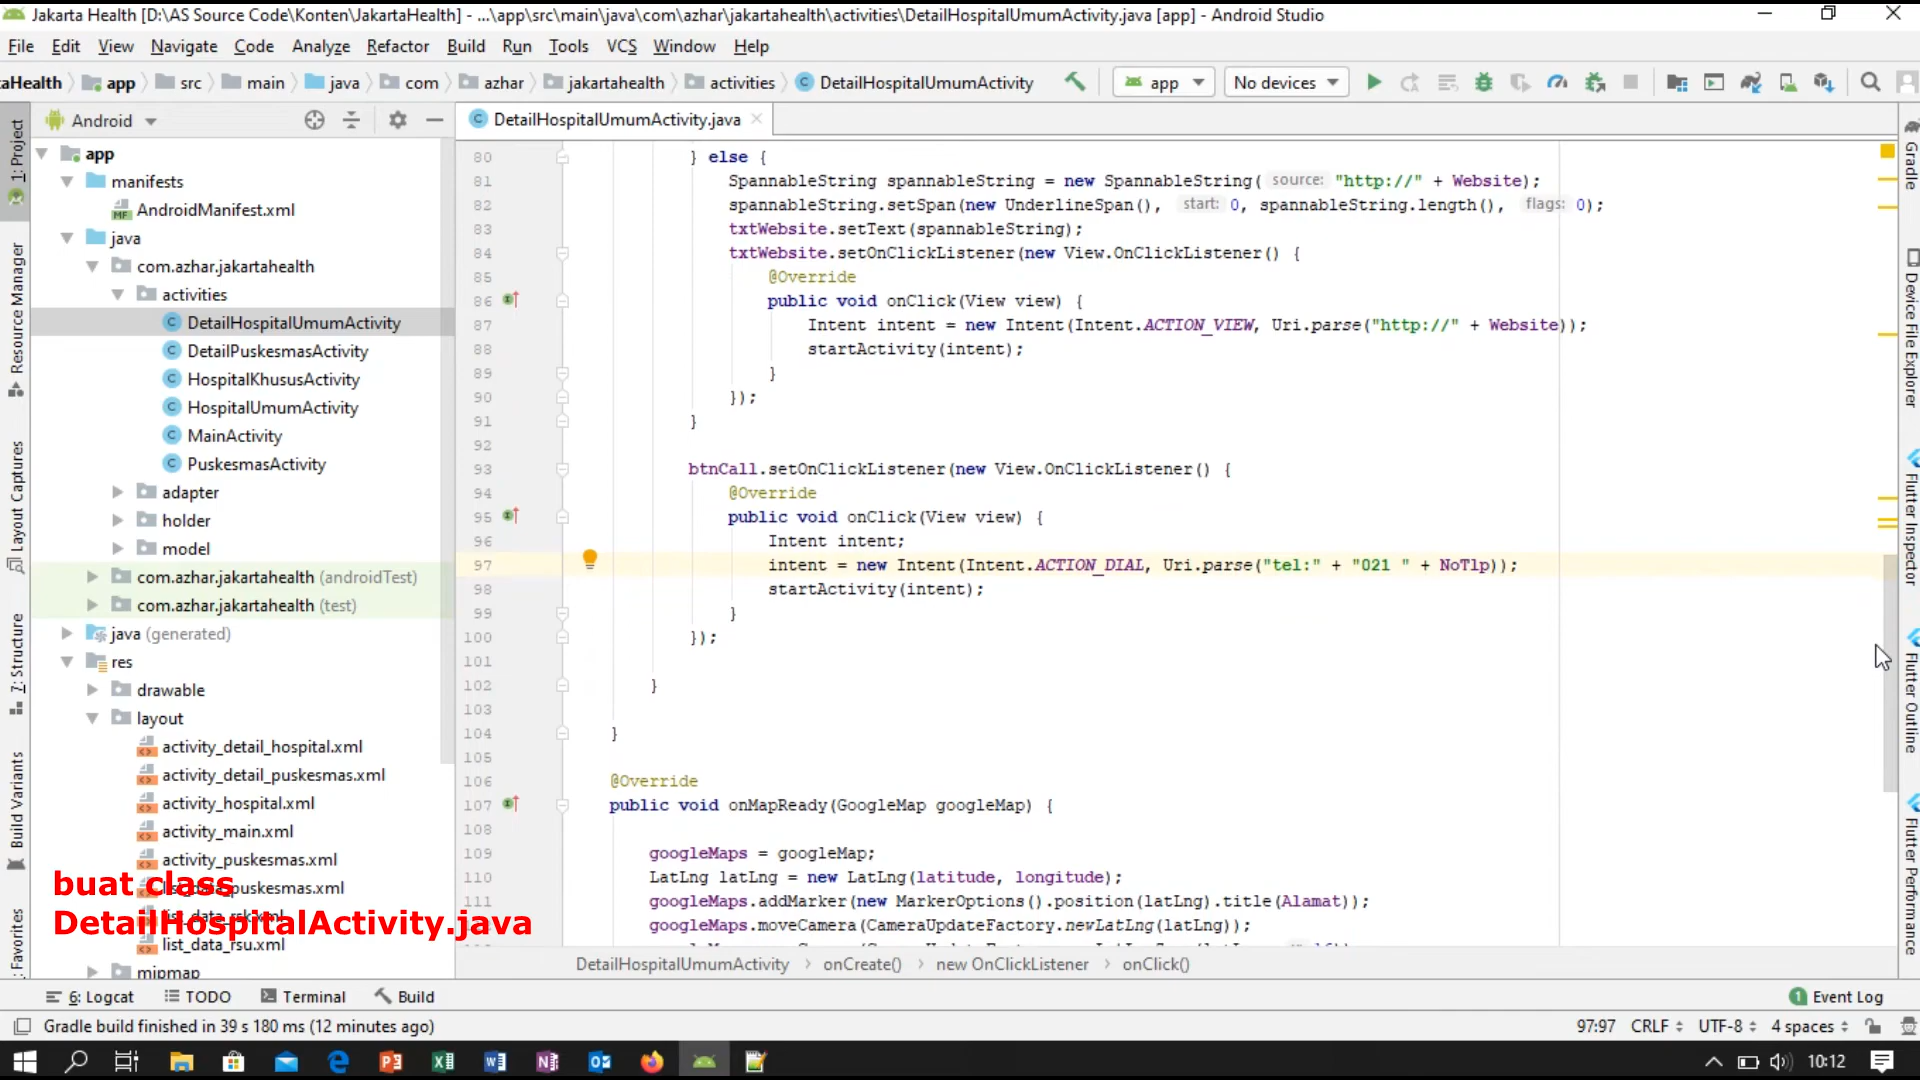 Jakarta Health [D:\AS Source Code\Konten\JakartaHealth] - ...\app\src\main\java\com\azhar\jakartahealth\activities\DetailHospitalUmumActivity.java [app] - Android Studio
File Edit View Navigate Code Analyze Refactor Build Run Tools VCS Window Help
aHealth app src main java com azhar jakartahealth activities DetailHospitalUmumActivity app No devices
Android
DetailHospitalUmumActivity.java
1: Project
Resource Manager
Layout Captures
7: Structure
Build Variants
: Favorites
app
manifests
AndroidManifest.xml
java
com.azhar.jakartahealth
activities
DetailHospitalUmumActivity
DetailPuskesmasActivity
HospitalKhususActivity
HospitalUmumActivity
MainActivity
PuskesmasActivity
adapter
holder
model
com.azhar.jakartahealth (androidTest)
com.azhar.jakartahealth (test)
java (generated)
res
drawable
layout
activity_detail_hospital.xml
activity_detail_puskesmas.xml
activity_hospital.xml
activity_main.xml
activity_puskesmas.xml
list_data_puskesmas.xml
list_data_rsk.xml
list_data_rsu.xml
mipmap
buat class
DetailHospitalActivity.java
80 } else {
81 SpannableString spannableString = new SpannableString( source: "http://" + Website);
82 spannableString.setSpan(new UnderlineSpan(), start: 0, spannableString.length(), flags: 0);
83 txtWebsite.setText(spannableString);
84 txtWebsite.setOnClickListener(new View.OnClickListener() {
85 @Override
86 public void onClick(View view) {
87 Intent intent = new Intent(Intent.ACTION_VIEW, Uri.parse("http://" + Website));
88 startActivity(intent);
89 }
90 });
91 }
92
93 btnCall.setOnClickListener(new View.OnClickListener() {
94 @Override
95 public void onClick(View view) {
96 Intent intent;
97 intent = new Intent(Intent.ACTION_DIAL, Uri.parse("tel:" + "021 " + NoTlp));
98 startActivity(intent);
99 }
100 });
101
102 }
103
104 }
105
106 @Override
107 public void onMapReady(GoogleMap googleMap) {
108
109 googleMaps = googleMap;
110 LatLng latLng = new LatLng(latitude, longitude);
111 googleMaps.addMarker(new MarkerOptions().position(latLng).title(Alamat));
googleMaps.moveCamera(CameraUpdateFactory.newLatLng(latLng));
DetailHospitalUmumActivity onCreate() new OnClickListener onClick()
Gradle
Device File Explorer
Flutter Inspector
Flutter Outline
Flutter Performance
6: Logcat TODO Terminal Build 1 Event Log
Gradle build finished in 39 s 180 ms (12 minutes ago) 97:97 CRLF UTF-8 4 spaces
10:12